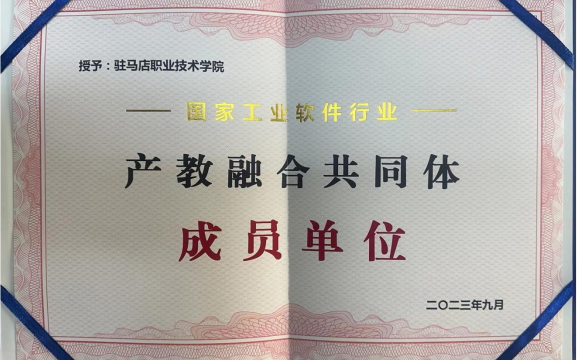 授予：驻马店职业技术学院
国家工业软件行业
产教融合共同体
成员单位
二〇二三年九月